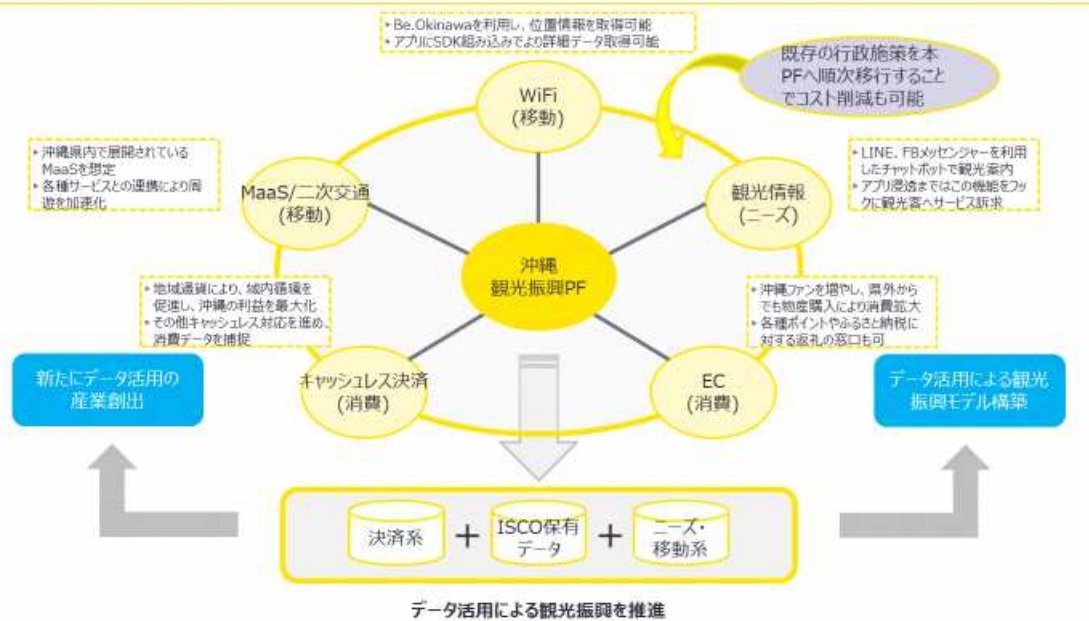 ▸ Be.Okinawaを利用し、位置情報を取得可能
▸ アプリにSDK組み込みでより詳細データ取得可能
既存の行政施策を本
PFへ順次移行すること
でコスト削減も可能
WiFi
(移動)
▸ 沖縄県内で展開されている
MaaSを想定
▸ 各種サービスとの連携により周
遊を加速化
MaaS/二次交通
(移動)
観光情報
(ニーズ)
▸ LINE、FBメッセンジャーを利用
したチャットボットで観光案内
▸ アプリ浸透まではこの機能をフッ
クに観光客へサービス訴求
沖縄
観光振興PF
▸ 地域通貨により、域内循環を
促進し、沖縄の利益を最大化
▸ その他キャッシュレス対応を進め、
消費データを捕捉
▸ 沖縄ファンを増やし、県外から
でも物産購入により消費拡大
▸ 各種ポイントやふるさと納税に
対する返礼の窓口も可
新たにデータ活用の
産業創出
キャッシュレス決済
(消費)
EC
(消費)
データ活用による観光
振興モデル構築
決済系
+
ISCO保有
データ
+
ニーズ・
移動系
データ活用による観光振興を推進